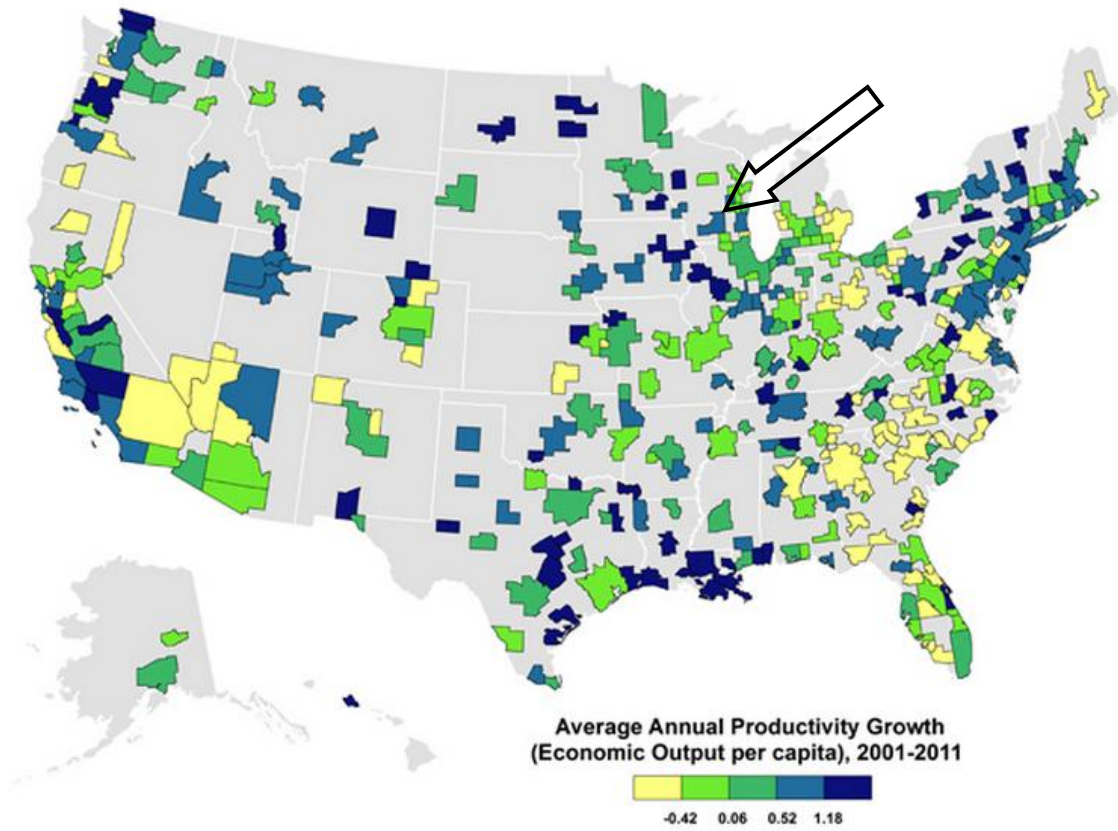 Average Annual Productivity Growth
(Economic Output per capita), 2001-2011
-0.42 0.06 0.52 1.18